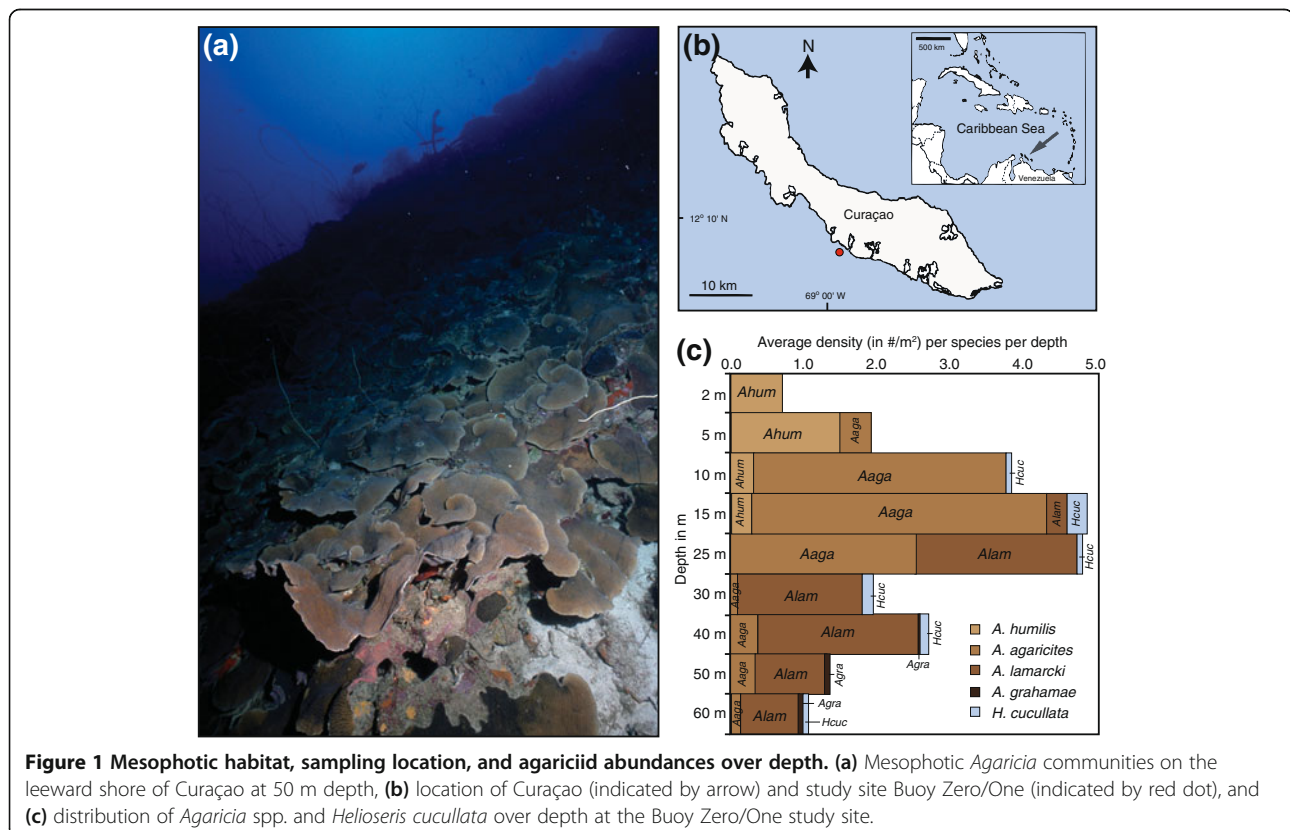 (a)
(b)
N
500 km
Caribbean Sea
Venezuela
Curaçao
12° 10' N
10 km
69° 00' W
(c)
Average density (in #/m²) per species per depth
0.0 1.0 2.0 3.0 4.0 5.0
Depth in m
2 m Ahum
5 m Ahum Aaga
10 m Ahum Aaga Hcuc
15 m Ahum Aaga Alam Hcuc
25 m Aaga Alam Hcuc
30 m Aaga Alam Hcuc
40 m Aaga Alam Agra Hcuc
50 m Aaga Alam Agra
60 m Aaga Alam Agra Hcuc
A. humilis
A. agaricites
A. lamarcki
A. grahamae
H. cucullata
Figure 1 Mesophotic habitat, sampling location, and agariciid abundances over depth. (a) Mesophotic Agaricia communities on the
leeward shore of Curaçao at 50 m depth, (b) location of Curaçao (indicated by arrow) and study site Buoy Zero/One (indicated by red dot), and
(c) distribution of Agaricia spp. and Helioseris cucullata over depth at the Buoy Zero/One study site.